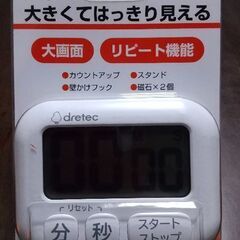 大きくてはっきり見える
大画面
リピート機能
●カウントアップ ●スタンド
●壁かけフック ●磁石×2個
dretec
00:00
リセット
分
秒
スタート
ストップ